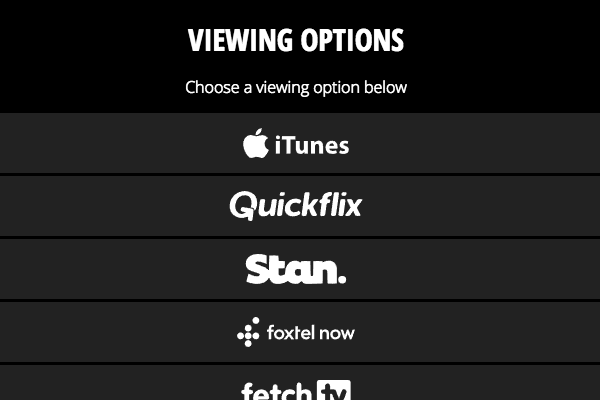 VIEWING OPTIONS
Choose a viewing option below
iTunes
Quickflix
Stan.
foxtel now
fetch tv